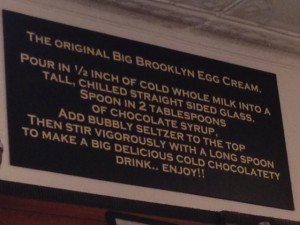 The original Big Brooklyn Egg Cream.
Pour in 1/2 inch of cold whole milk into a
tall, chilled straight sided glass,
Spoon in 2 tablespoons
of chocolate syrup,
Add bubbly seltzer to the top
Then stir vigorously with a long spoon
to make a big delicious cold chocolatety
drink.. enjoy!!